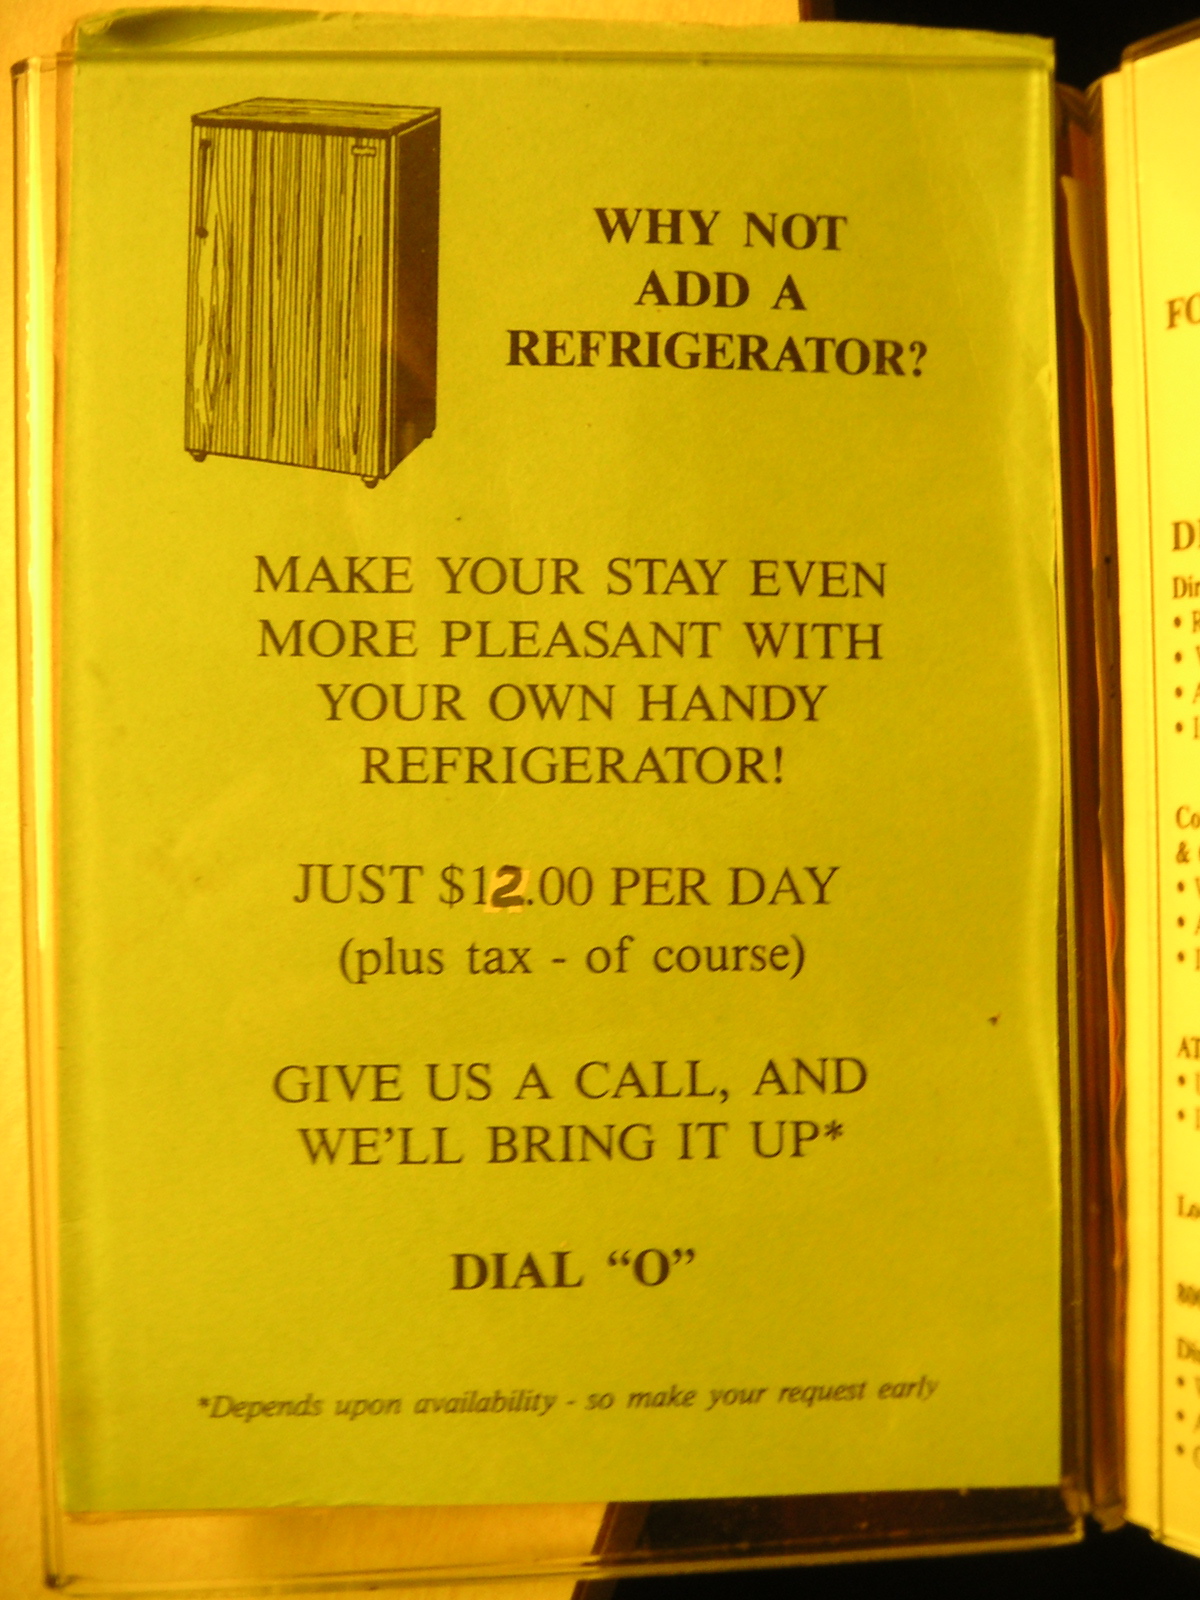 WHY NOT
ADD A
REFRIGERATOR?
MAKE YOUR STAY EVEN
MORE PLEASANT WITH
YOUR OWN HANDY
REFRIGERATOR!
JUST $12.00 PER DAY
(plus tax - of course)
GIVE US A CALL, AND
WE'LL BRING IT UP*
DIAL “O”
*Depends upon availability - so make your request early